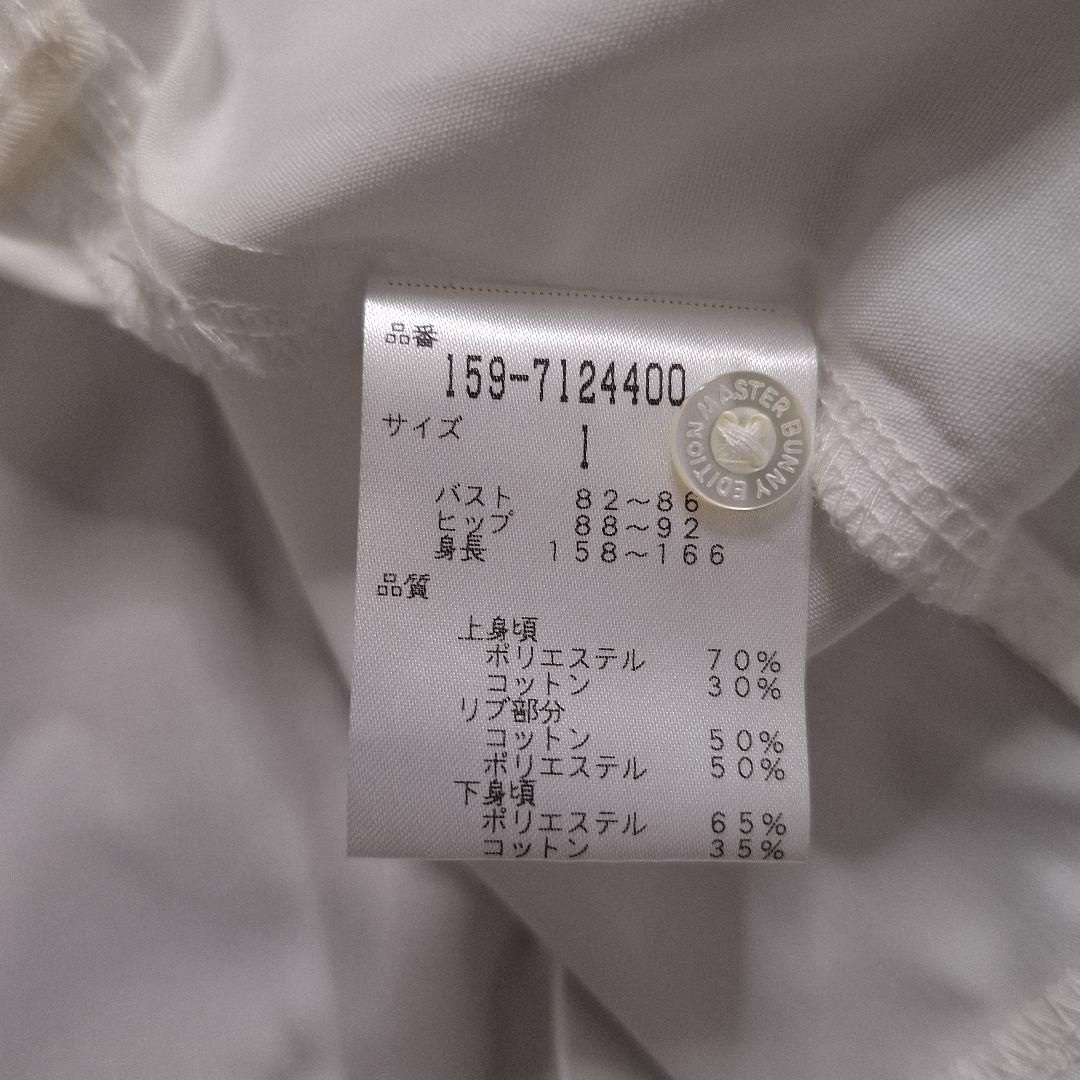 品番
159-7124400
サイズ
1
MASTER BUNNY EDITION
バスト 82~86
ヒップ 88~92
身長 158~166
品質
上身頃
ポリエステル 70%
コットン 30%
リブ部分
コットン 50%
ポリエステル 50%
下身頃
ポリエステル 65%
コットン 35%